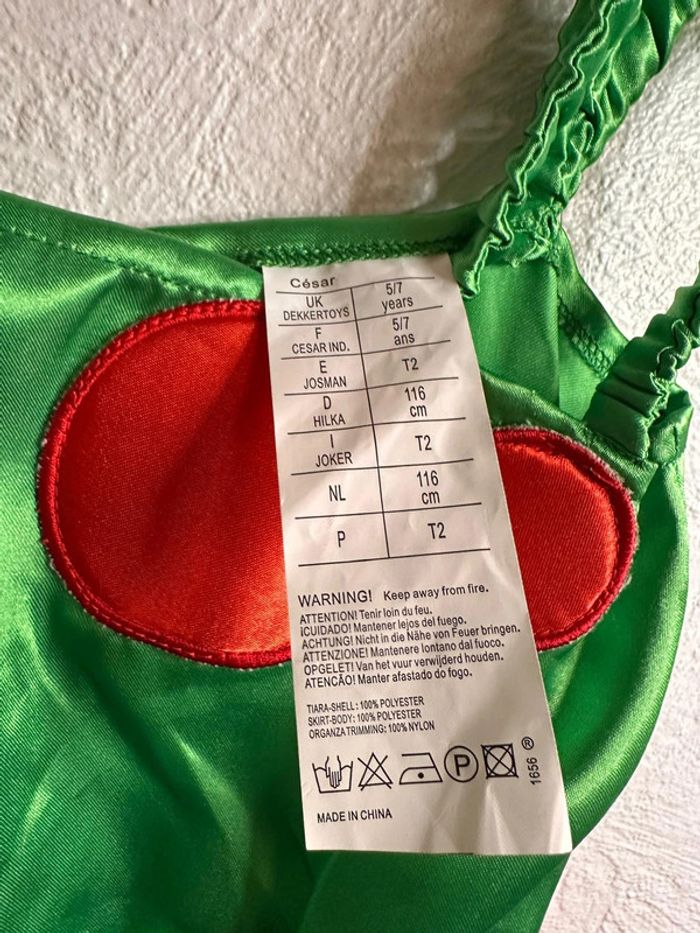 César
UK
DEKKERTOYS
5/7
years
F
CESAR IND.
5/7
ans
E
JOSMAN
T2
D
HILKA
116
cm
I
JOKER
T2
NL
116
cm
P
T2
WARNING! Keep away from fire.
ATTENTION! Tenir loin du feu.
¡CUIDADO! Mantener lejos del fuego.
ACHTUNG! Nicht in die Nähe von Feuer bringen.
ATTENZIONE! Mantenere lontano dal fuoco.
OPGELET! Van het vuur verwijderd houden.
ATENCÃO! Manter afastado do fogo.
TIARA-SHELL: 100% POLYESTER
SKIRT-BODY: 100% POLYESTER
ORGANZA TRIMMING: 100% NYLON
P
1656 ®
MADE IN CHINA